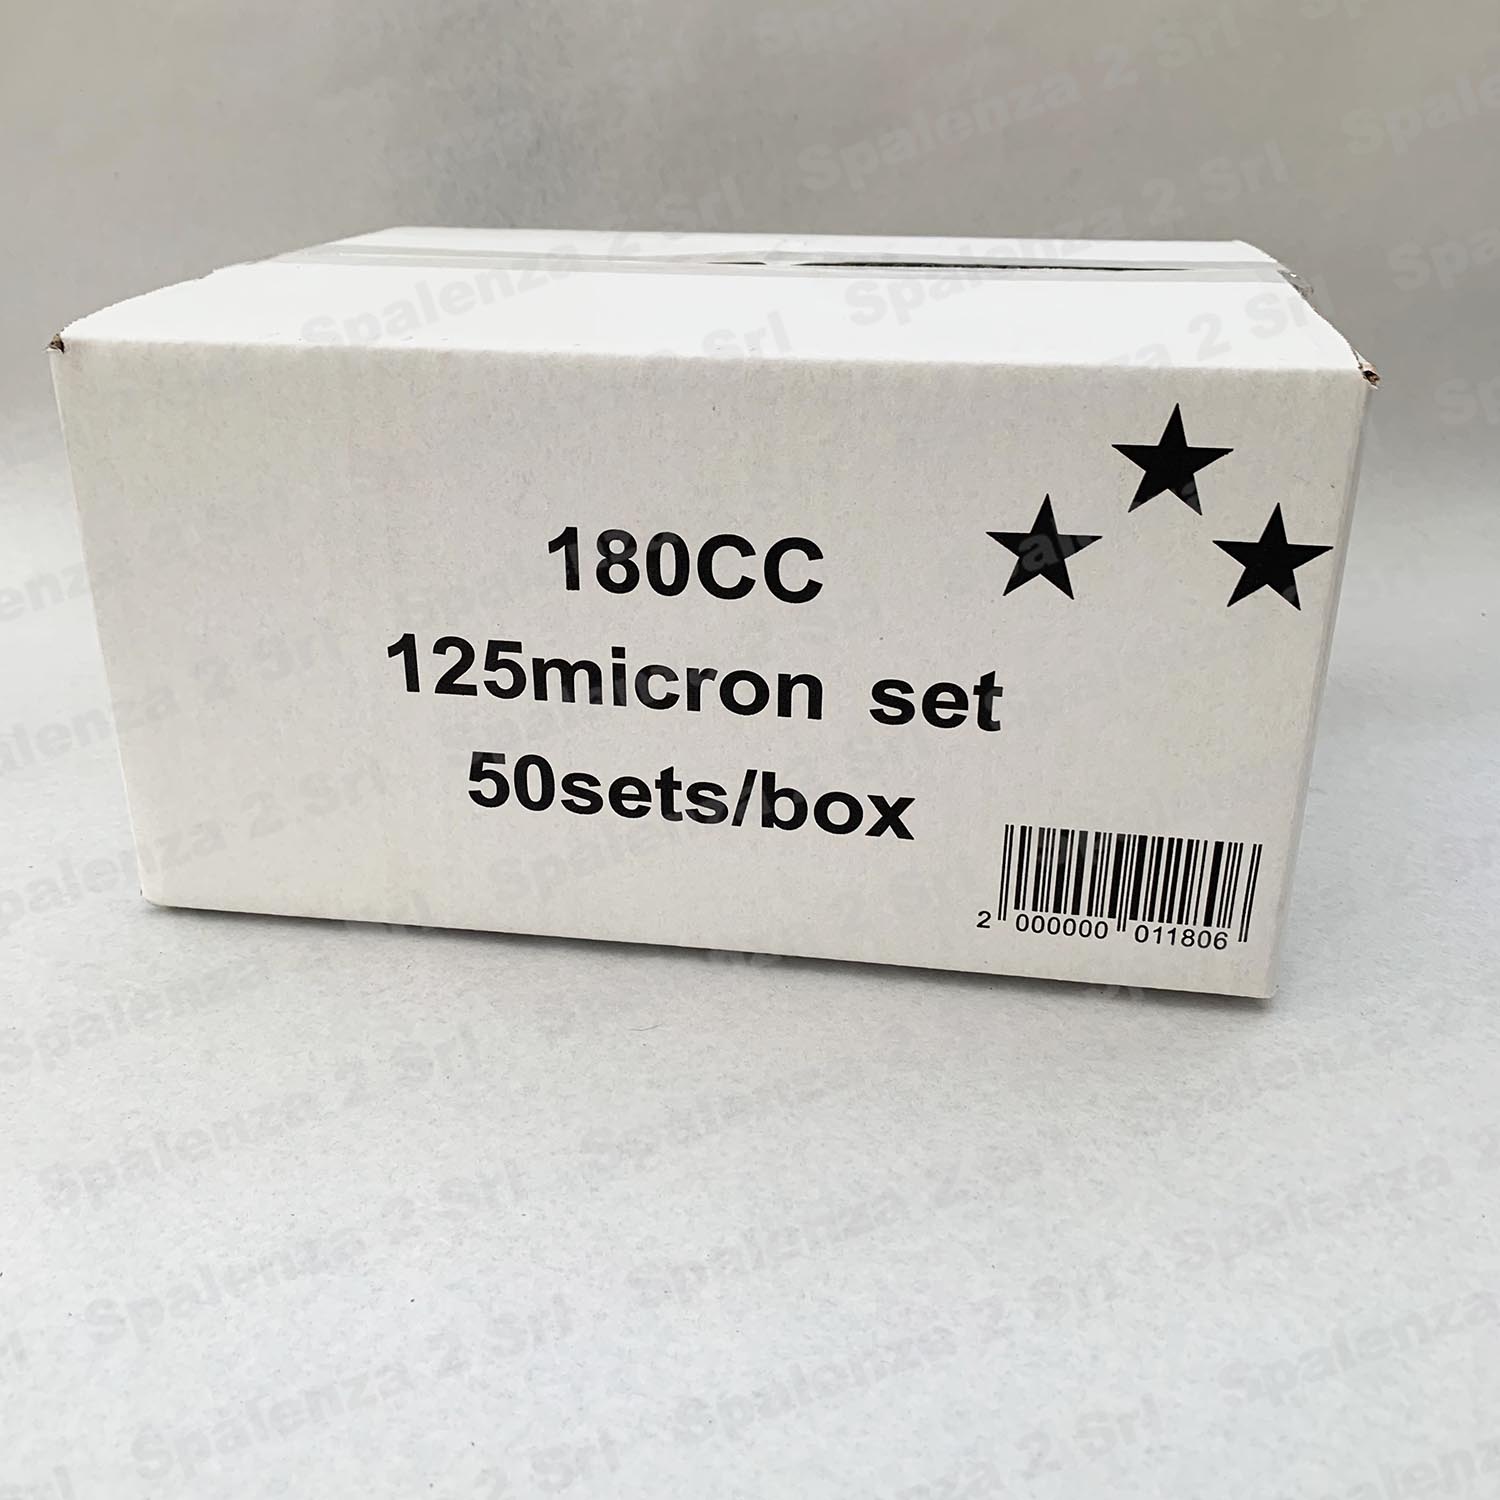 180CC
125micron set
50sets/box
2 000000 011806
Spalenza 2 Srl